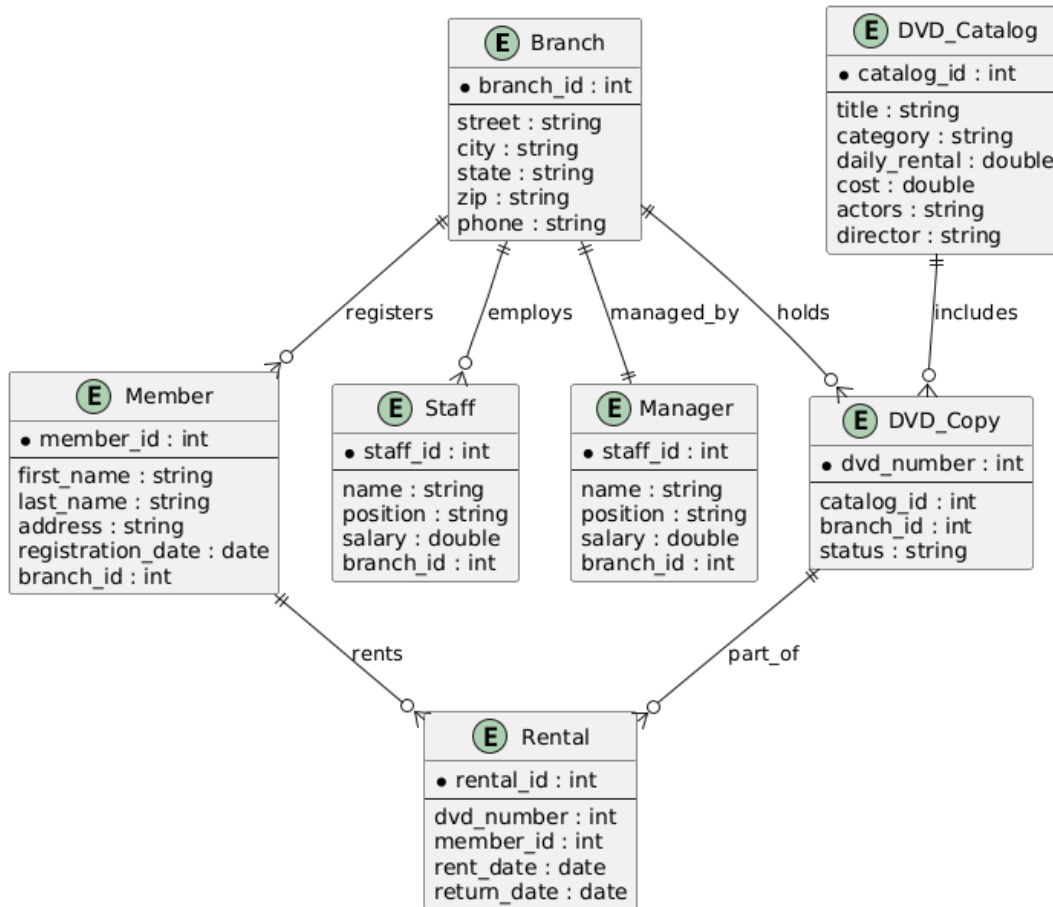 E Branch
branch_id : int
street : string
city : string
state : string
zip : string
phone : string
E DVD_Catalog
catalog_id : int
title : string
category : string
daily_rental : double
cost : double
actors : string
director : string
registers
employs
managed_by
holds
includes
E Member
member_id : int
first_name : string
last_name : string
address : string
registration_date : date
branch_id : int
E Staff
staff_id : int
name : string
position : string
salary : double
branch_id : int
E Manager
staff_id : int
name : string
position : string
salary : double
branch_id : int
E DVD_Copy
dvd_number : int
catalog_id : int
branch_id : int
status : string
rents
part_of
E Rental
rental_id : int
dvd_number : int
member_id : int
rent_date : date
return_date : date